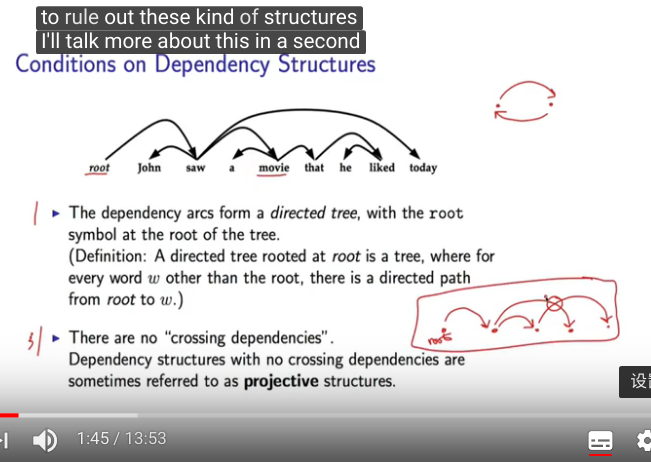 to rule out these kind of structures
I'll talk more about this in a second
Conditions on Dependency Structures
root John saw a movie that he liked today
1 ▸ The dependency arcs form a directed tree, with the root
symbol at the root of the tree.
(Definition: A directed tree rooted at root is a tree, where for
every word w other than the root, there is a directed path
from root to w.)
root
▸ There are no "crossing dependencies".
Dependency structures with no crossing dependencies are
sometimes referred to as projective structures.
1:45 / 13:53